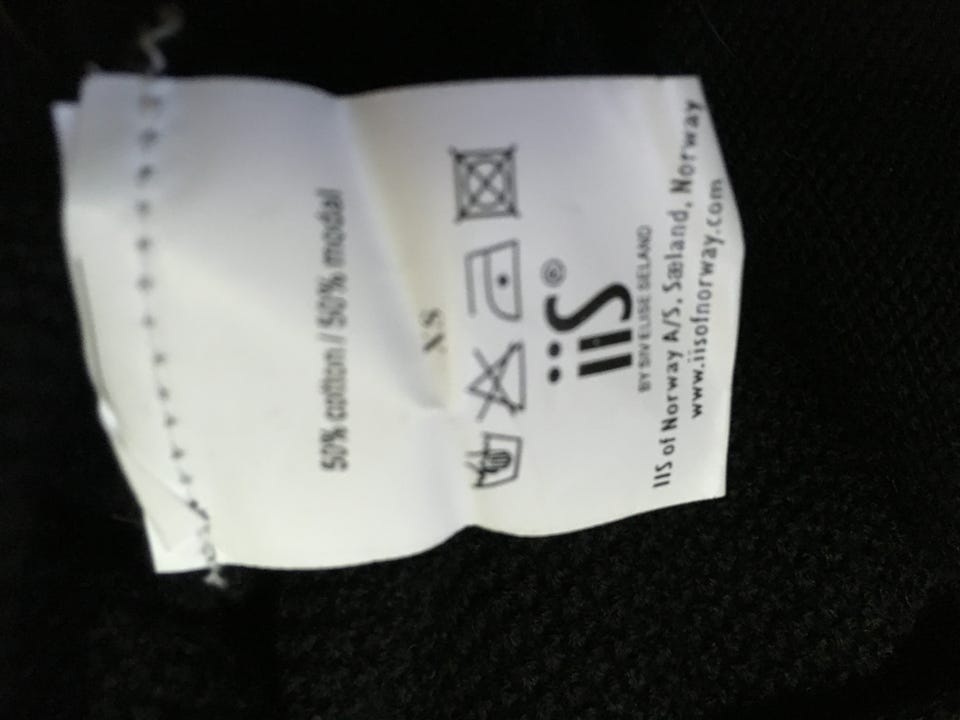 50% cotton / 50% modal
XS
iiS®
BY SIV ELISE SELAND
IIS of Norway A/S, Sæland, Norway
www.iisofnorway.com